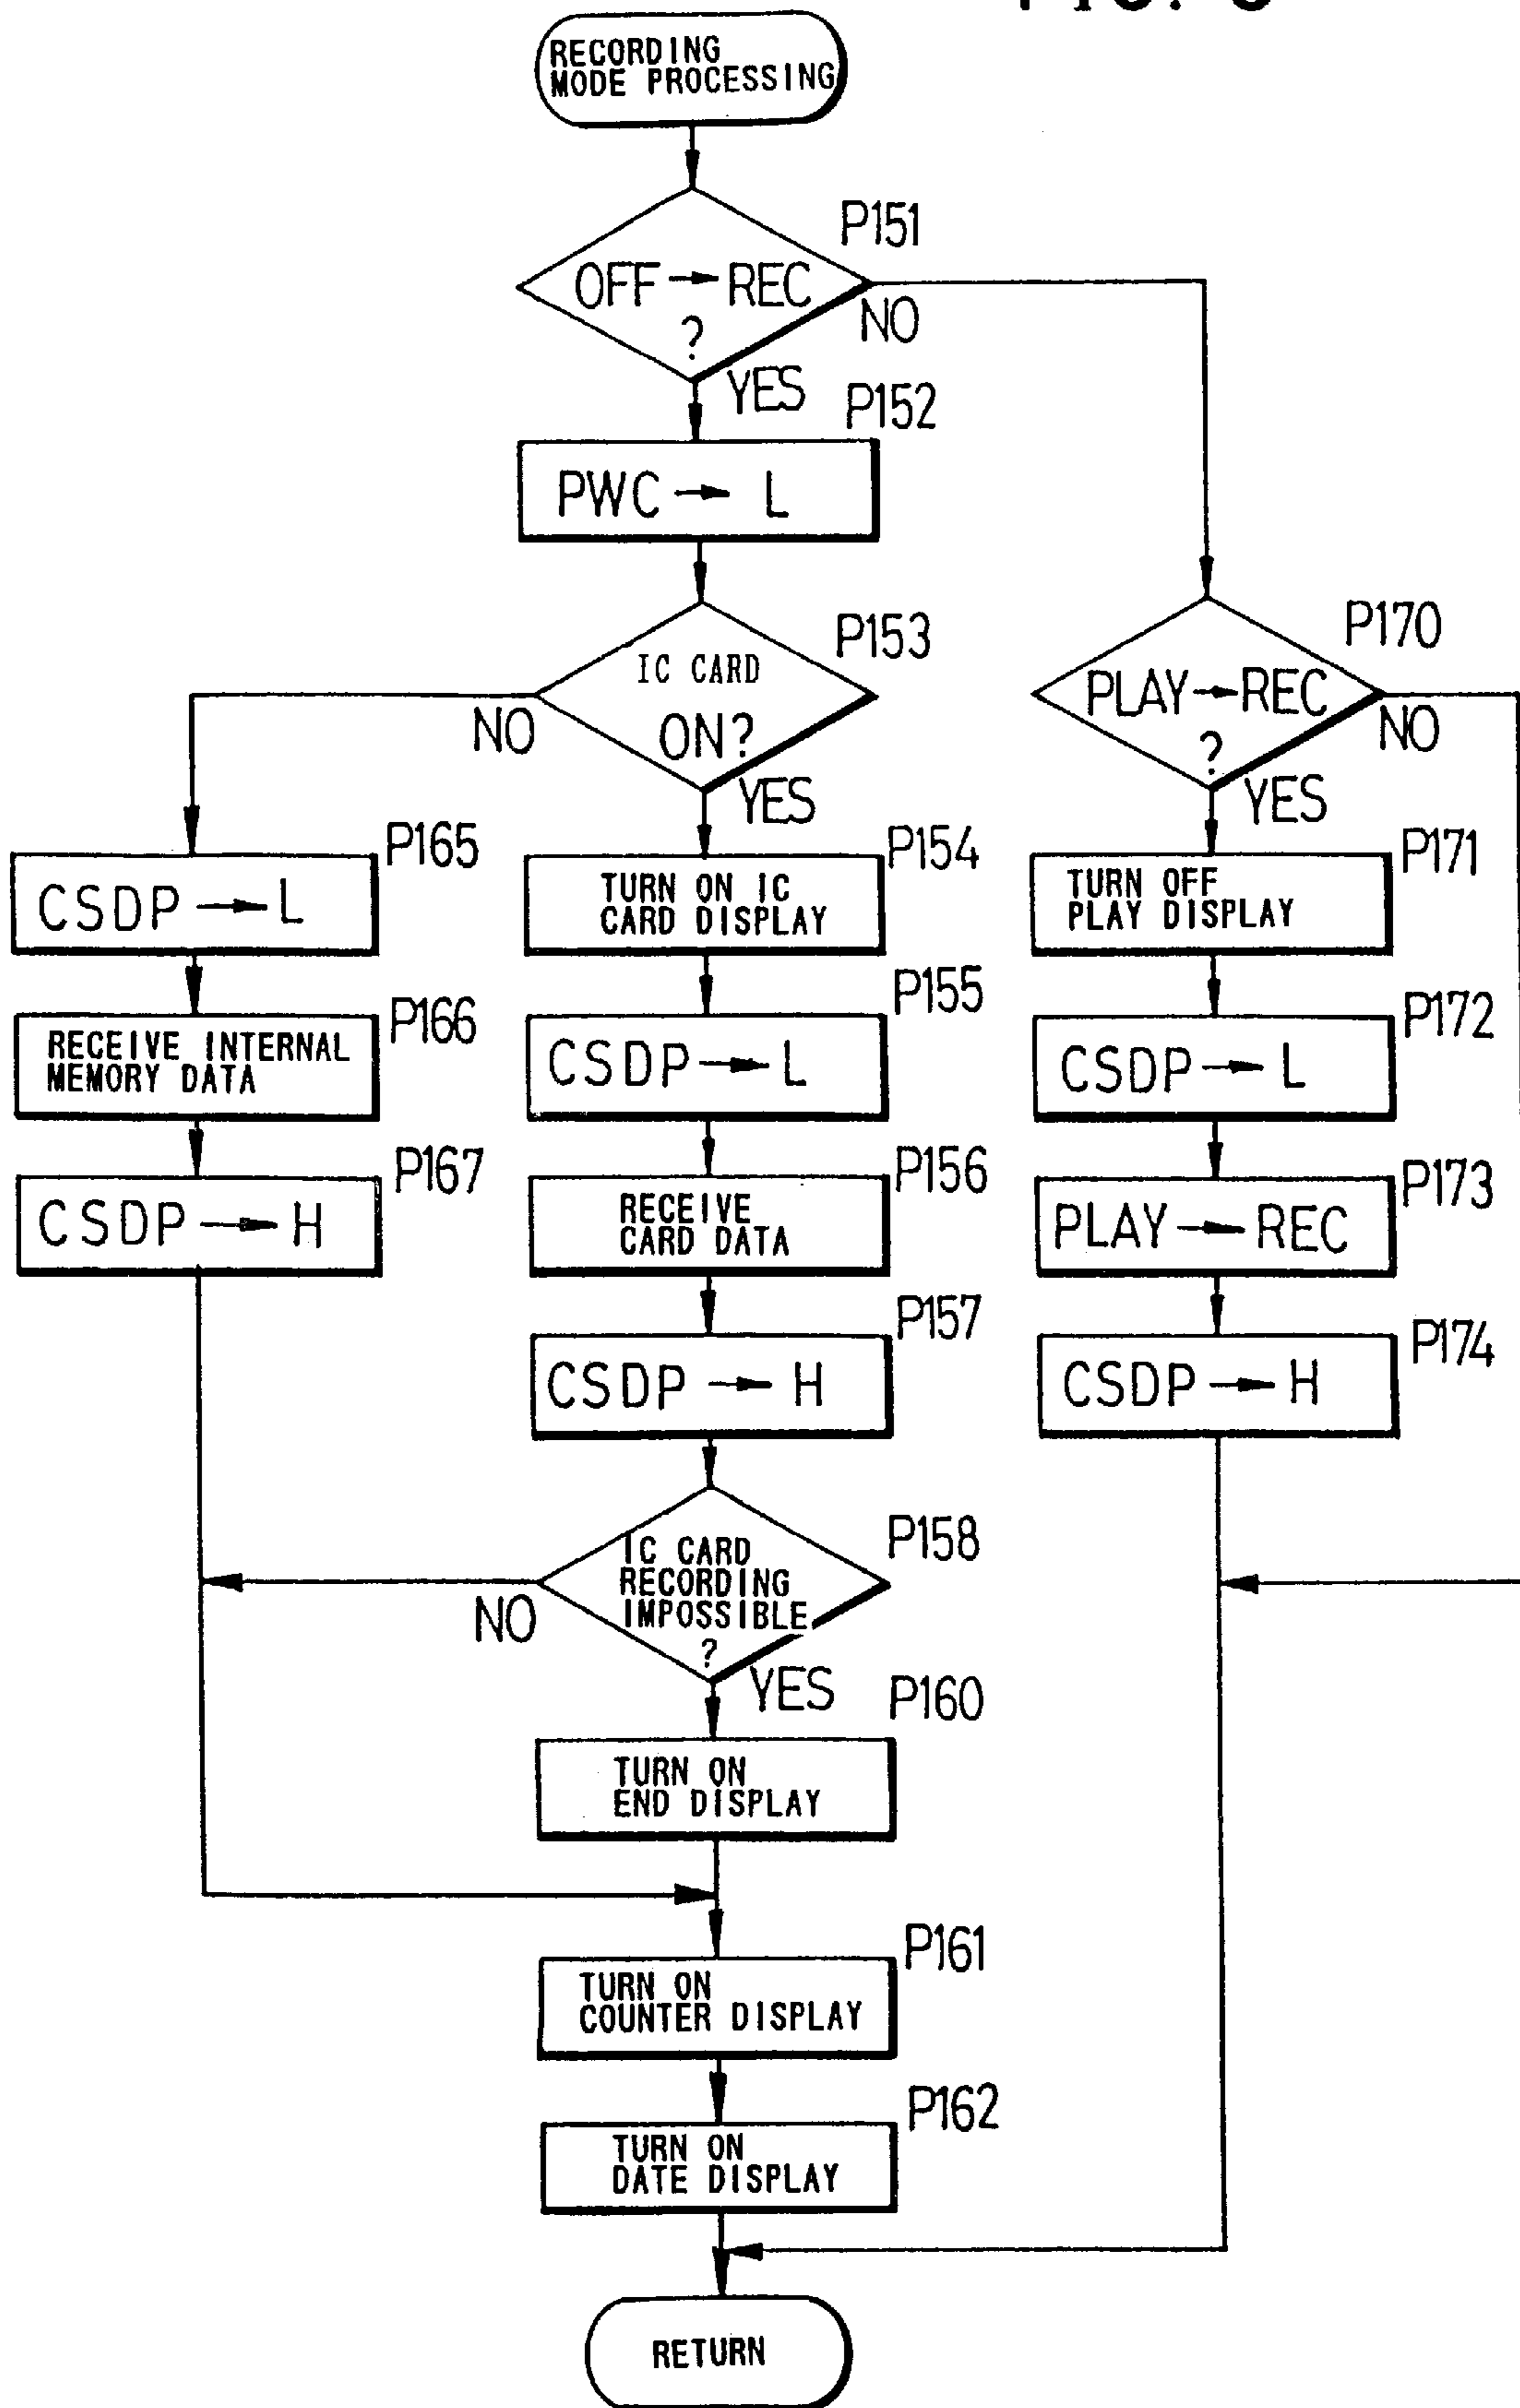 RECORDING
MODE PROCESSING
P151
OFF → REC
?
NO
YES
P152
PWC → L
P153
IC CARD
ON?
NO
YES
P170
PLAY → REC
?
NO
YES
P165
CSDP → L
P154
TURN ON IC
CARD DISPLAY
P171
TURN OFF
PLAY DISPLAY
P166
RECEIVE INTERNAL
MEMORY DATA
P155
CSDP → L
P172
CSDP → L
P167
CSDP → H
P156
RECEIVE
CARD DATA
P173
PLAY → REC
P157
CSDP → H
P174
CSDP → H
P158
IC CARD
RECORDING
IMPOSSIBLE
?
NO
YES
P160
TURN ON
END DISPLAY
P161
TURN ON
COUNTER DISPLAY
P162
TURN ON
DATE DISPLAY
RETURN